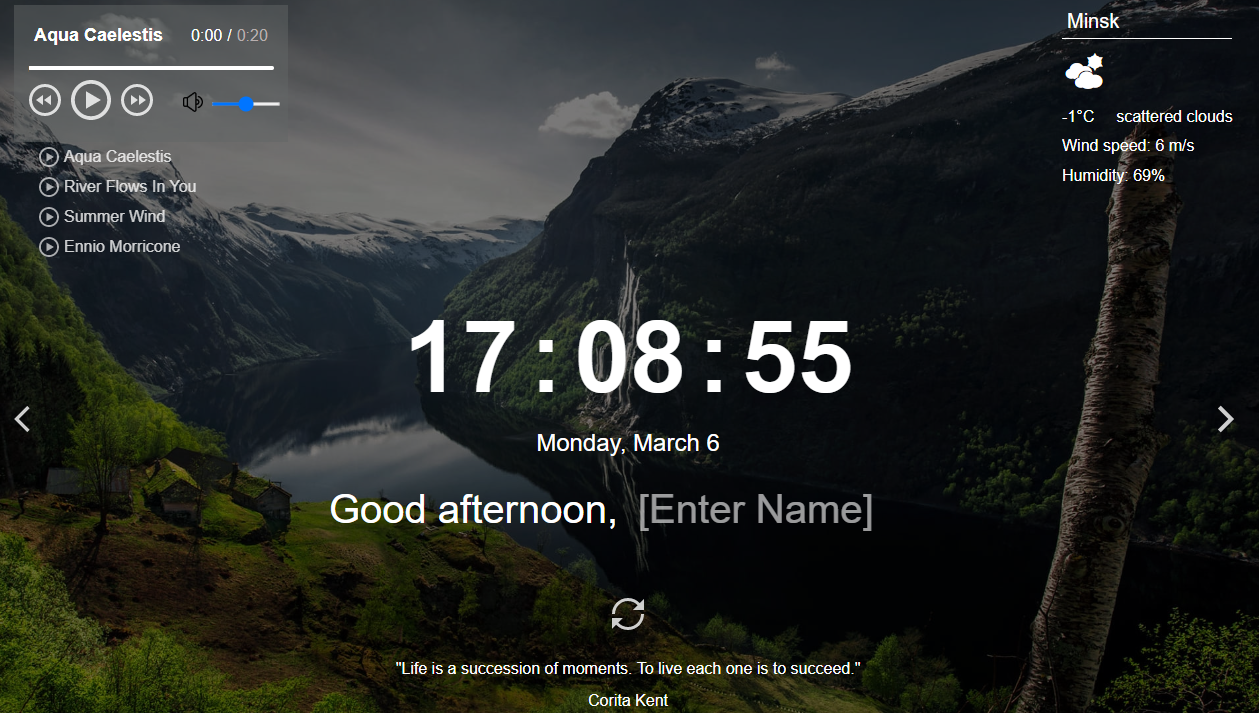 Aqua Caelestis 0:00 / 0:20
Aqua Caelestis
River Flows In You
Summer Wind
Ennio Morricone
Minsk
-1°C scattered clouds
Wind speed: 6 m/s
Humidity: 69%
17:08:55
Monday, March 6
Good afternoon, [Enter Name]
"Life is a succession of moments. To live each one is to succeed."
Corita Kent